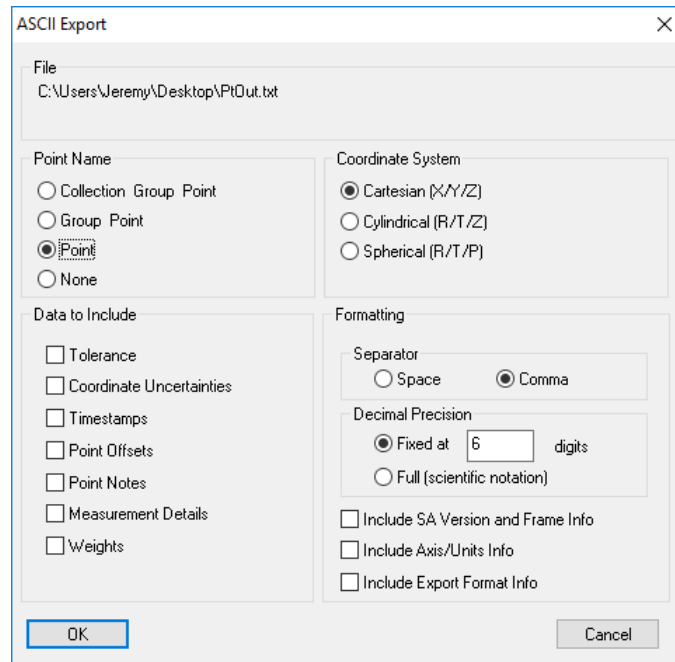 ASCII Export
File
C:\Users\Jeremy\Desktop\PtOut.txt
Point Name
Collection Group Point
Group Point
Point
None
Coordinate System
Cartesian (X/Y/Z)
Cylindrical (R/T/Z)
Spherical (R/T/P)
Data to Include
Tolerance
Coordinate Uncertainties
Timestamps
Point Offsets
Point Notes
Measurement Details
Weights
Formatting
Separator
Space Comma
Decimal Precision
Fixed at 6 digits
Full (scientific notation)
Include SA Version and Frame Info
Include Axis/Units Info
Include Export Format Info
OK Cancel